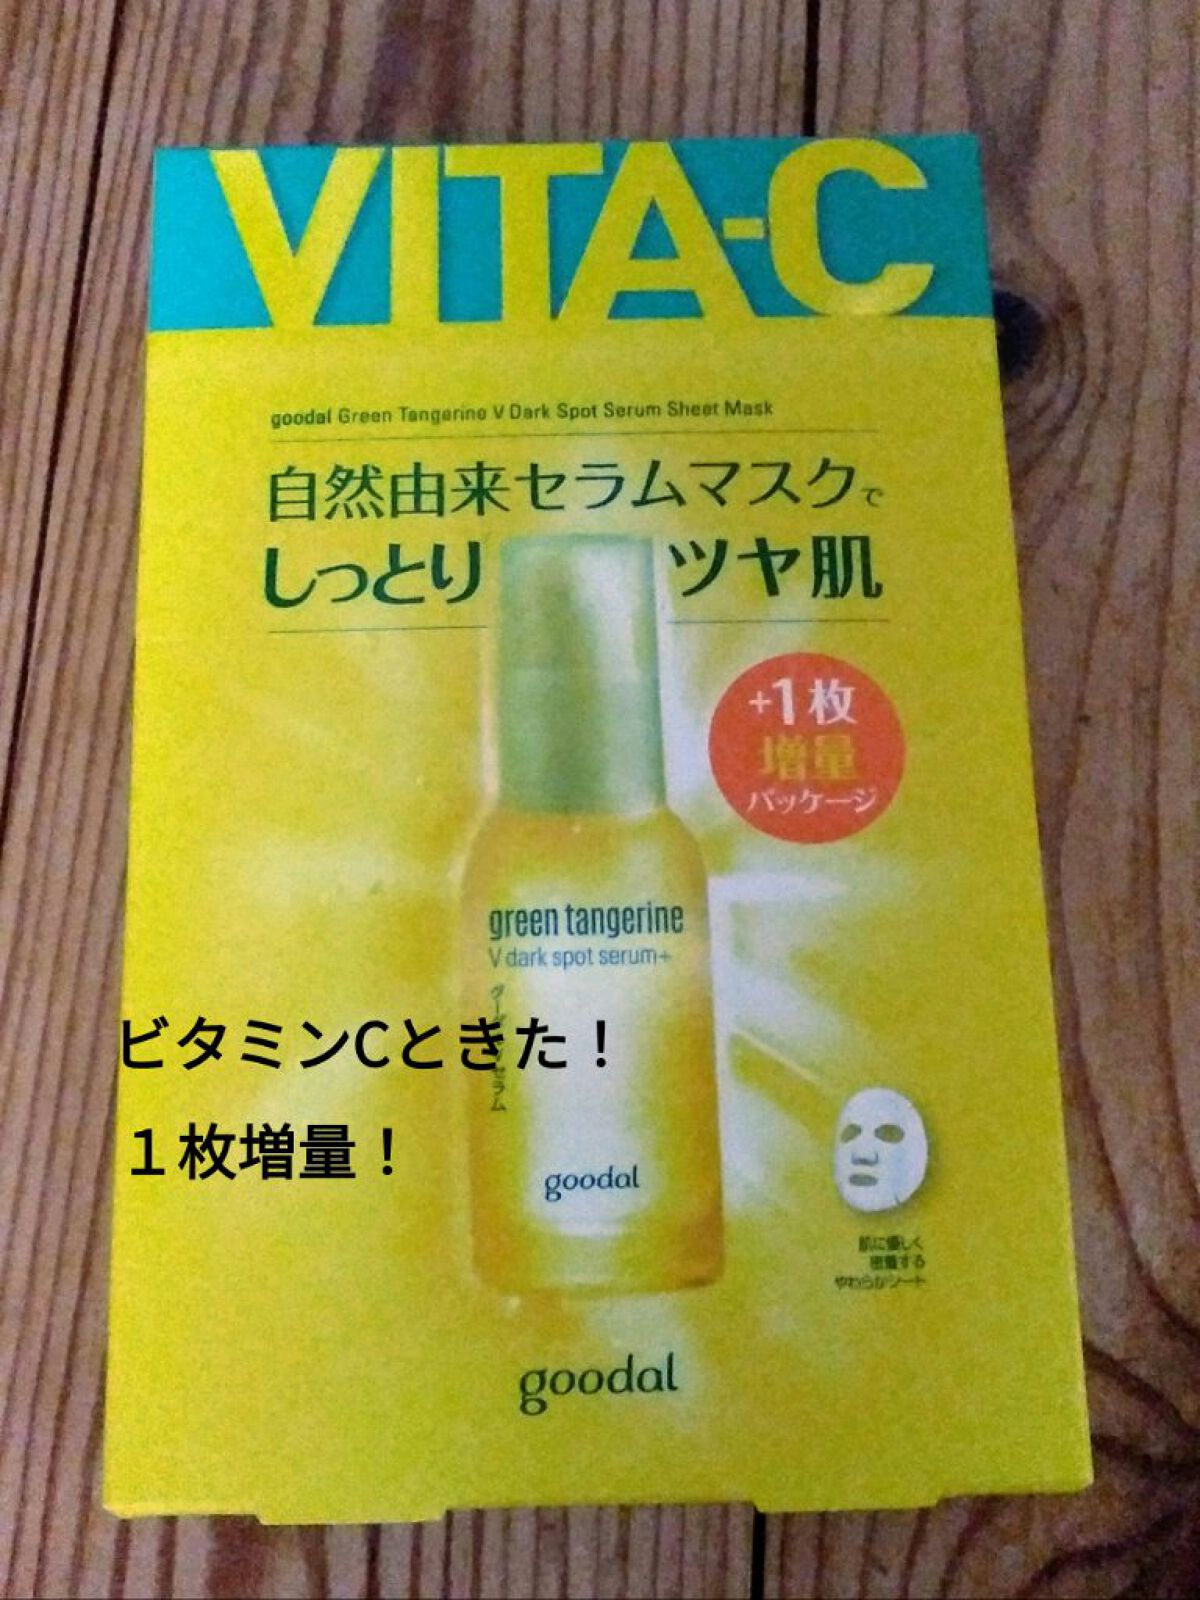 VITA-C
goodal Green Tangerine V Dark Spot Serum Sheet Mask
自然由来セラムマスクで
しっとり ツヤ肌
+1枚
増量
パッケージ
green tangerine
V dark spot serum+
ビタミンCときた！
１枚増量！
goodal
肌に優しく
密着する
やわらかシート
goodal